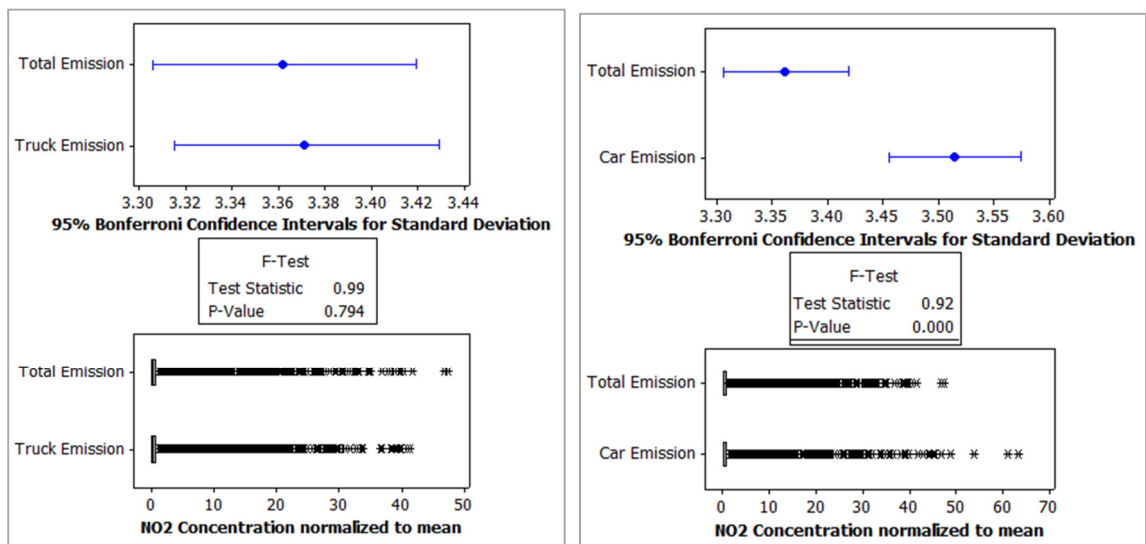 Total Emission
Truck Emission
3.30 3.32 3.34 3.36 3.38 3.40 3.42 3.44
95% Bonferroni Confidence Intervals for Standard Deviation
F-Test
Test Statistic 0.99
P-Value 0.794
Total Emission
Truck Emission
0 10 20 30 40 50
NO2 Concentration normalized to mean
Total Emission
Car Emission
3.30 3.35 3.40 3.45 3.50 3.55 3.60
95% Bonferroni Confidence Intervals for Standard Deviation
F-Test
Test Statistic 0.92
P-Value 0.000
Total Emission
Car Emission
0 10 20 30 40 50 60 70
NO2 Concentration normalized to mean